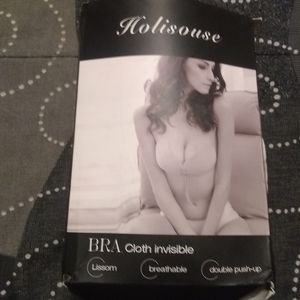 Holisouse
BRA Cloth invisible
Lissom breathable double push-up